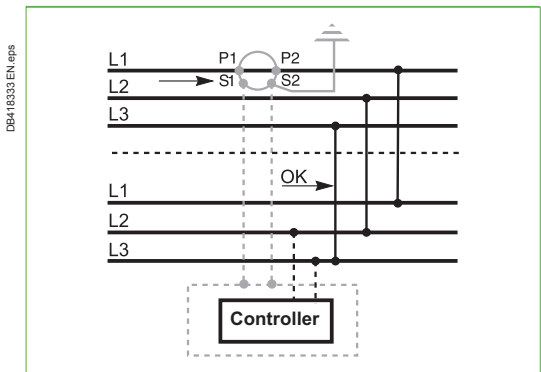 DB418333 EN.eps
L1 P1 P2
S1 S2
L2
L3
OK
L1
L2
L3
Controller